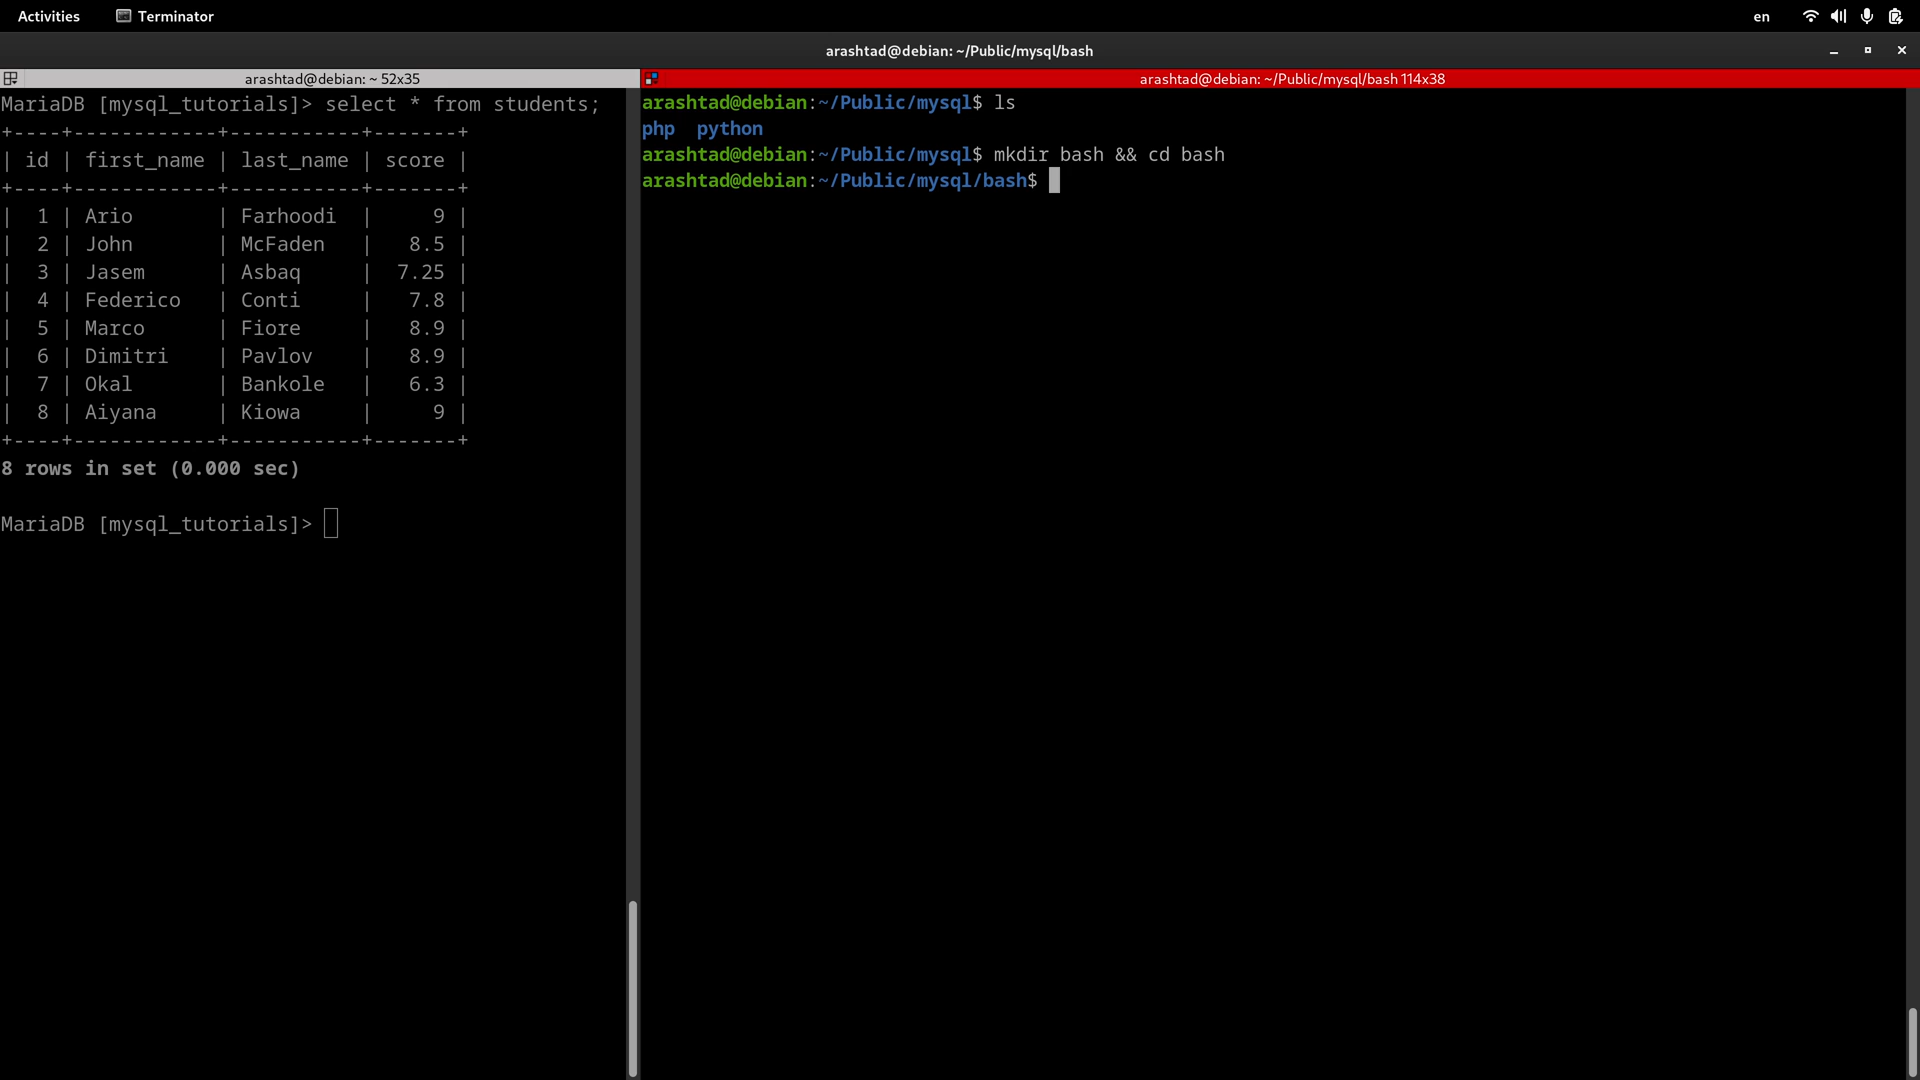 Activities Terminator en
arashtad@debian: ~/Public/mysql/bash
arashtad@debian: ~ 52x35
MariaDB [mysql_tutorials]> select * from students;
+----+------------+-----------+-------+
| id | first_name | last_name | score |
+----+------------+-----------+-------+
|  1 | Ario       | Farhoodi  |     9 |
|  2 | John       | McFaden   |   8.5 |
|  3 | Jasem      | Asbaq     |  7.25 |
|  4 | Federico   | Conti     |   7.8 |
|  5 | Marco      | Fiore     |   8.9 |
|  6 | Dimitri    | Pavlov    |   8.9 |
|  7 | Okal       | Bankole   |   6.3 |
|  8 | Aiyana     | Kiowa     |     9 |
+----+------------+-----------+-------+
8 rows in set (0.000 sec)
MariaDB [mysql_tutorials]>
arashtad@debian: ~/Public/mysql/bash 114x38
arashtad@debian:~/Public/mysql$ ls
php  python
arashtad@debian:~/Public/mysql$ mkdir bash && cd bash
arashtad@debian:~/Public/mysql/bash$